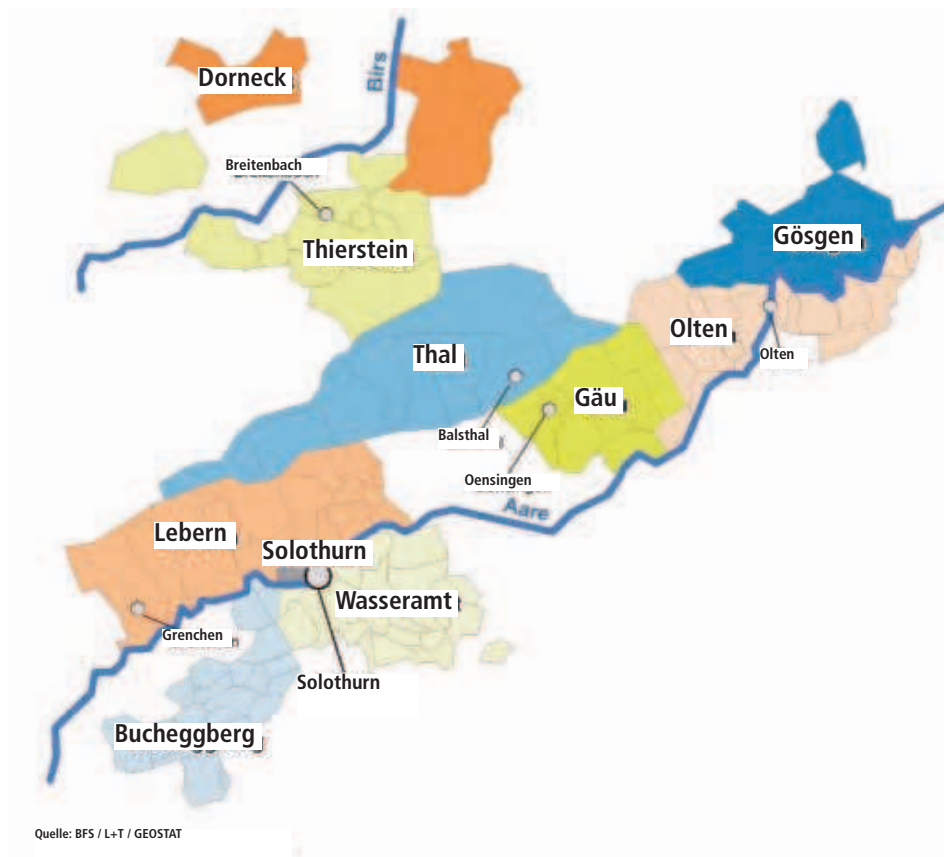 Dorneck
Birs
Breitenbach
Thierstein
Gösgen
Olten
Olten
Thal
Gäu
Balsthal
Oensingen
Aare
Lebern
Solothurn
Wasseramt
Grenchen
Solothurn
Bucheggberg
Quelle: BFS / L+T / GEOSTAT